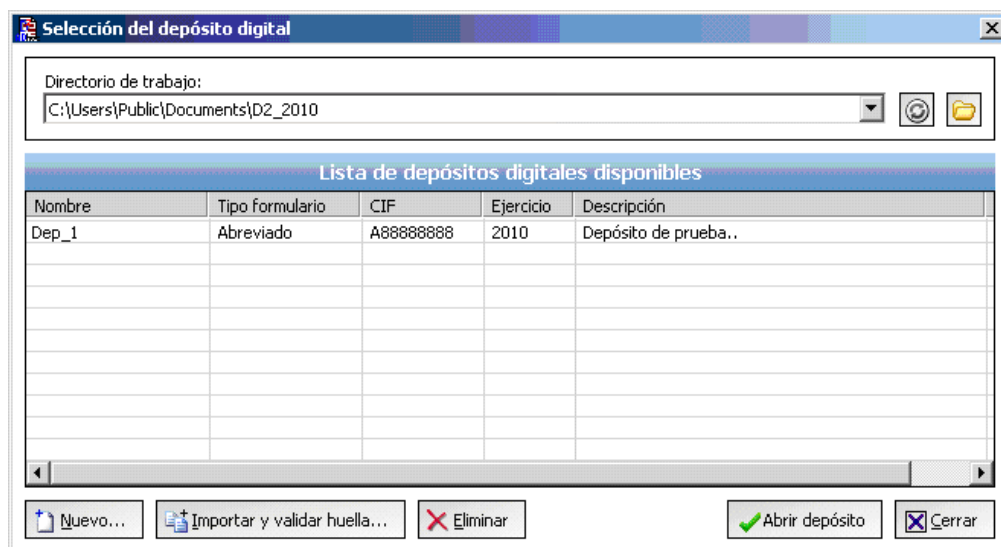 Selección del depósito digital
Directorio de trabajo:
C:\Users\Public\Documents\D2_2010
Lista de depósitos digitales disponibles
Nombre Tipo formulario CIF Ejercicio Descripción
Dep_1 Abreviado A88888888 2010 Depósito de prueba..
Nuevo... Importar y validar huella... Eliminar Abrir depósito Cerrar